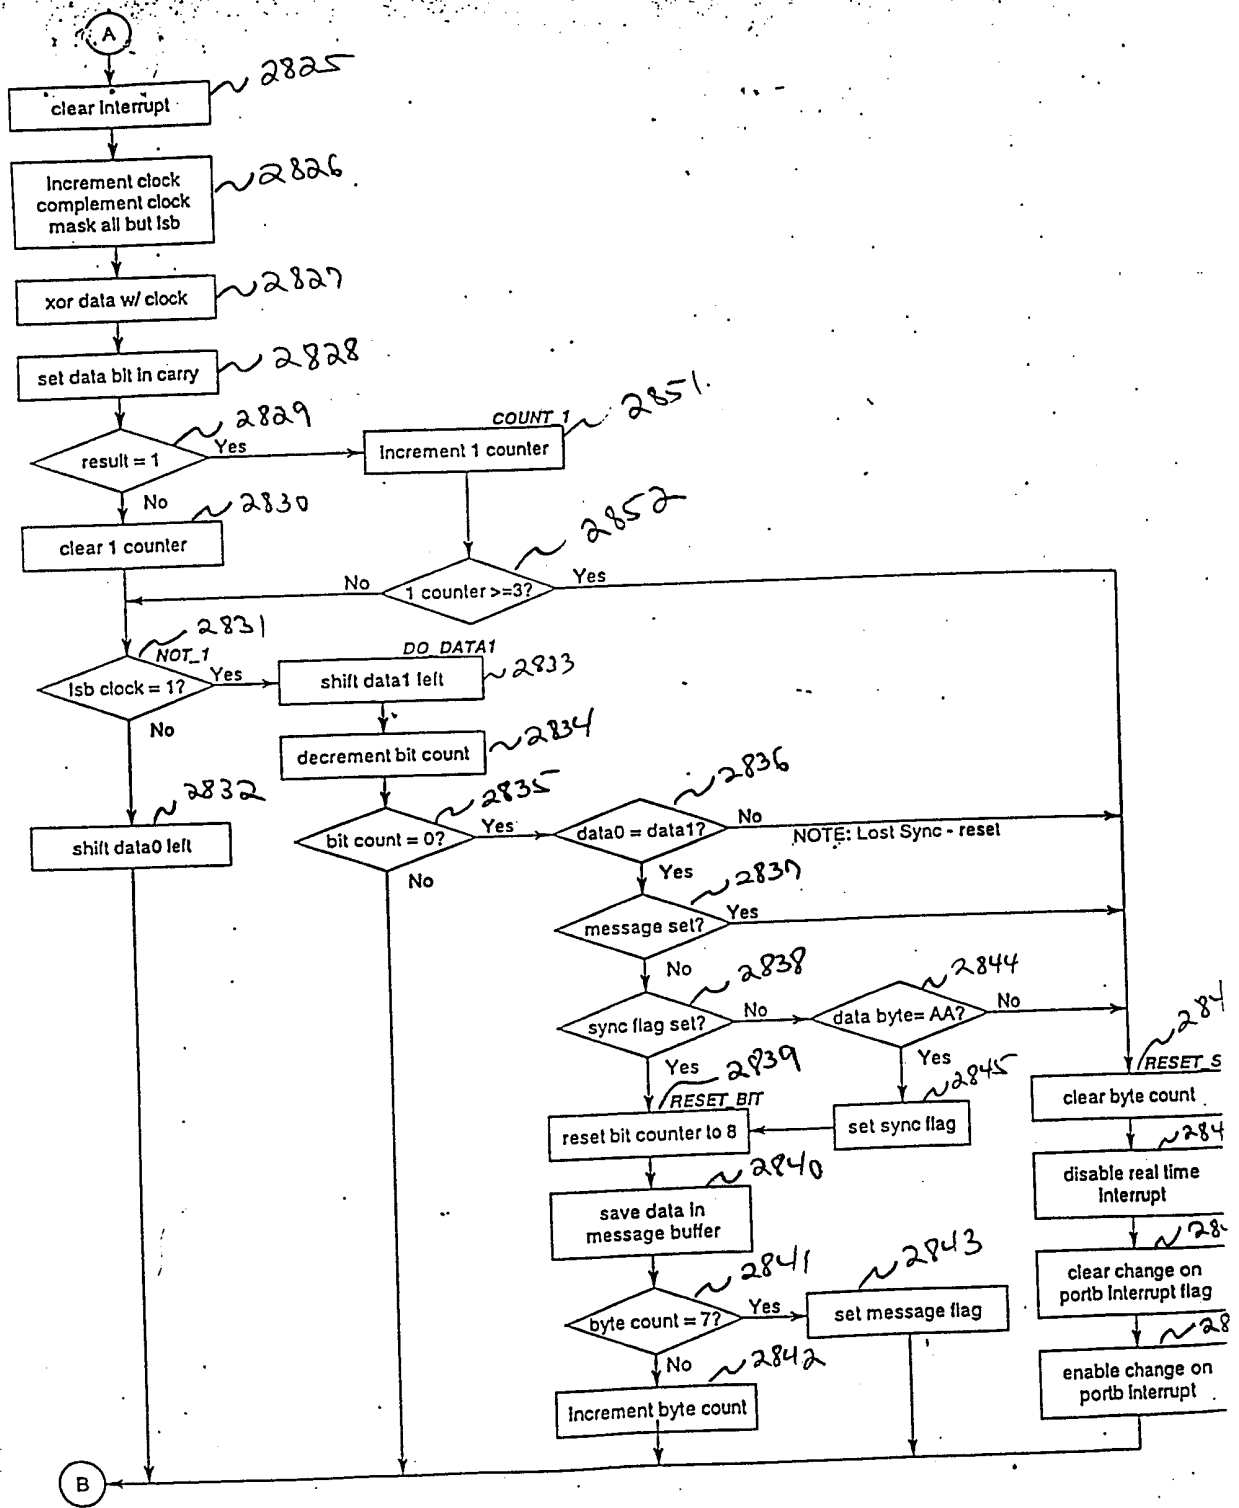 A
clear interrupt
2825
Increment clock
complement clock
mask all but lsb
2826
xor data w/ clock
2827
set data bit in carry
2828
result = 1
2829
Yes
No
COUNT_1
Increment 1 counter
2851
clear 1 counter
2830
1 counter >=3?
2852
No
Yes
2831
NOT_1
lsb clock = 1?
Yes
No
DO_DATA1
shift data1 left
2833
decrement bit count
2834
2832
shift data0 left
bit count = 0?
2835
Yes
No
data0 = data1?
2836
No
NOTE: Lost Sync - reset
Yes
message set?
2837
Yes
No
sync flag set?
2838
No
Yes
data byte= AA?
2844
No
Yes
2839
RESET_BIT
reset bit counter to 8
2845
set sync flag
284
RESET_S
clear byte count
284
disable real time
interrupt
28
clear change on
portb interrupt flag
28
enable change on
portb interrupt
2840
save data in
message buffer
2841
byte count = 7?
Yes
No
2843
set message flag
2842
Increment byte count
B